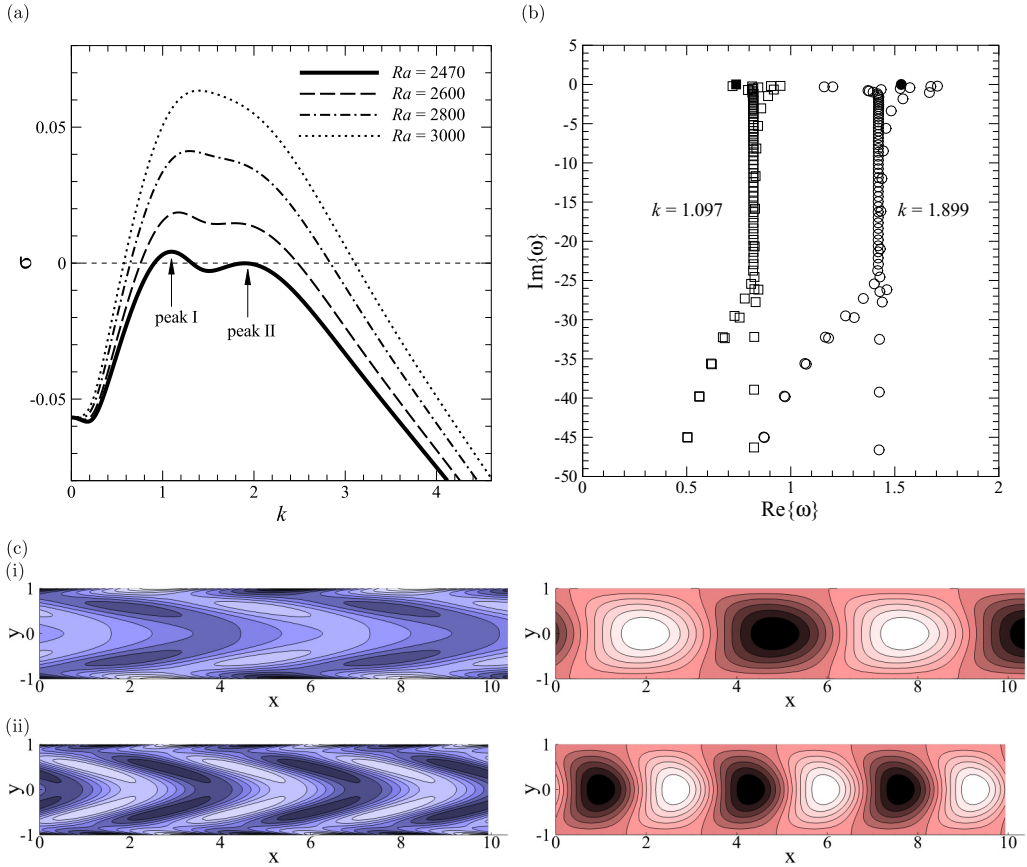 (a)
(b)
Ra = 2470
Ra = 2600
Ra = 2800
Ra = 3000
0.05
0
-0.05
σ
peak I
peak II
0 1 2 3 4
k
5
0
-5
-10
-15
-20
-25
-30
-35
-40
-45
-50
Im{ω}
k = 1.097
k = 1.899
0 0.5 1 1.5 2
Re{ω}
(c)
(i)
1
0
-1
y
0 2 4 6 8 10
x
1
0
-1
y
0 2 4 6 8 10
x
(ii)
1
0
-1
y
0 2 4 6 8 10
x
1
0
-1
y
0 2 4 6 8 10
x